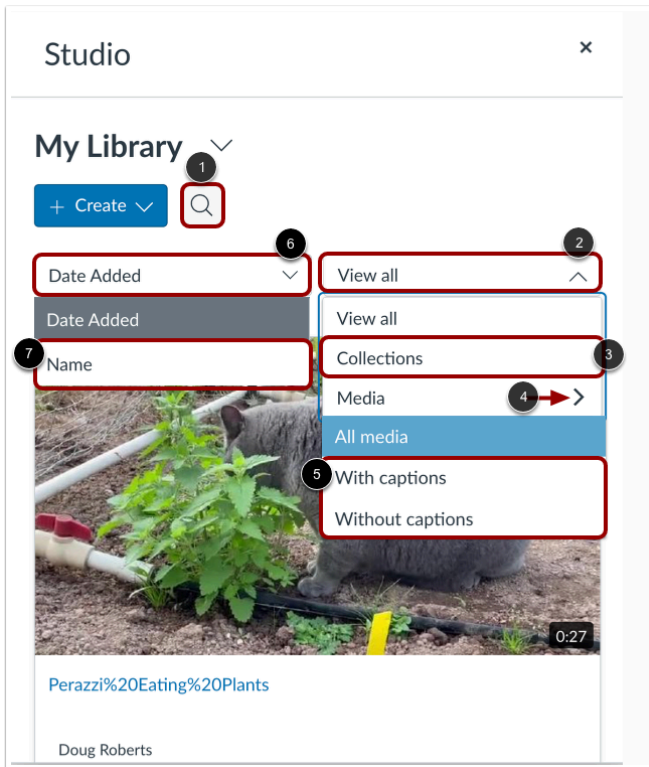 Studio
×
My Library
1
+ Create
6
2
Date Added
View all
Date Added
View all
7
Name
Collections
3
Media
4
All media
5
With captions
Without captions
0:27
Perazzi%20Eating%20Plants
Doug Roberts